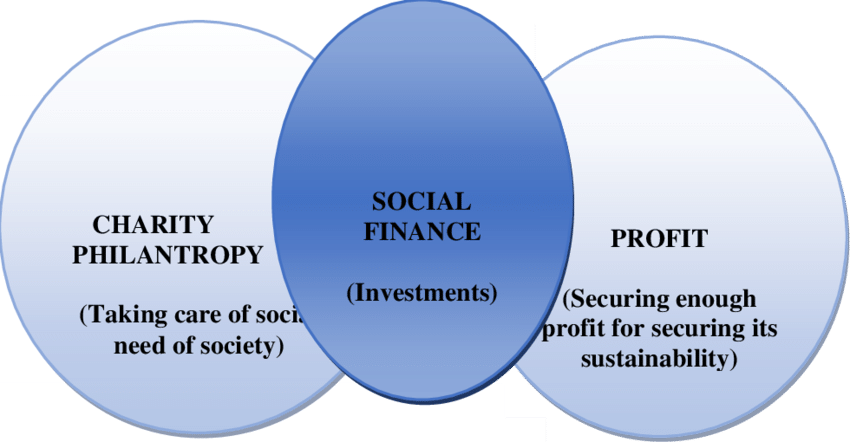 CHARITY
PHILANTROPY
(Taking care of socia
need of society)
SOCIAL
FINANCE
(Investments)
PROFIT
(Securing enough
profit for securing its
sustainability)